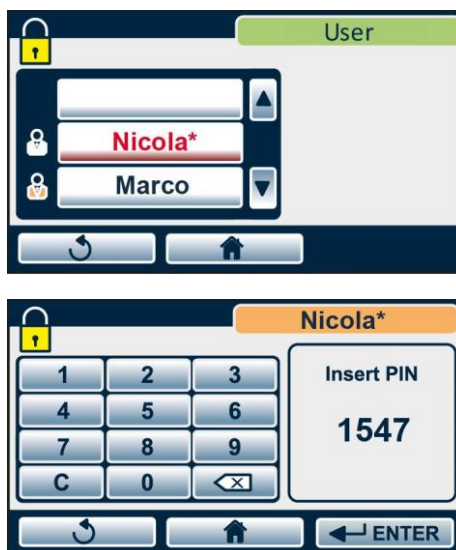 User
Nicola*
Marco
Nicola*
1 2 3
4 5 6
7 8 9
C 0
Insert PIN
1547
ENTER